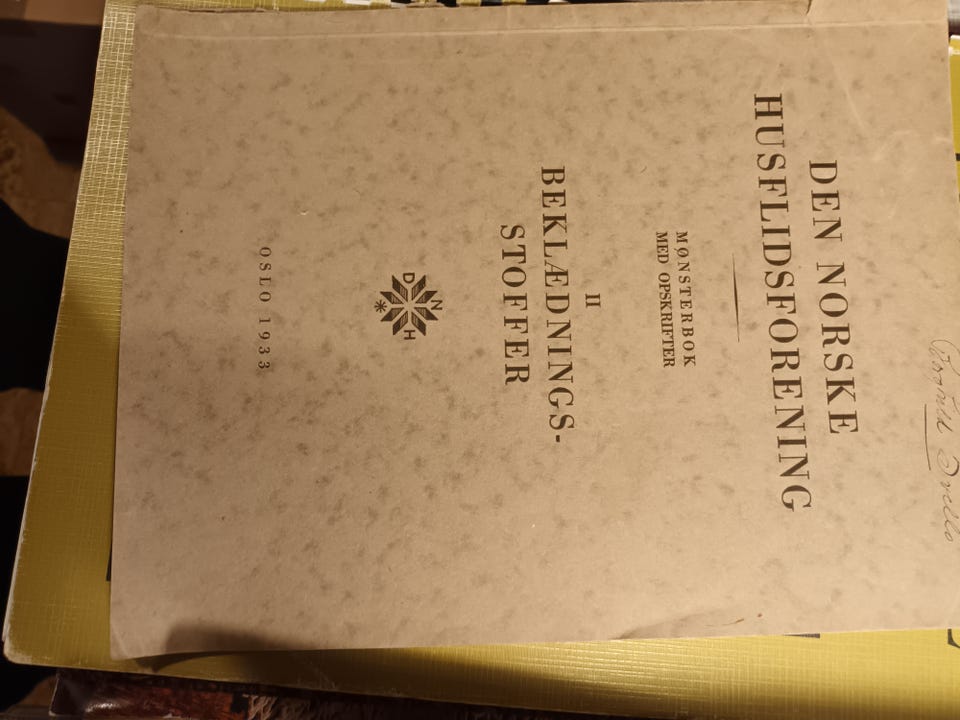 DEN NORSKE
HUSFLIDSFORENING
MØNSTERBOK
MED OPSKRIFTER
II
BEKLÆDNINGS-
STOFFER
D N H
OSLO 1933